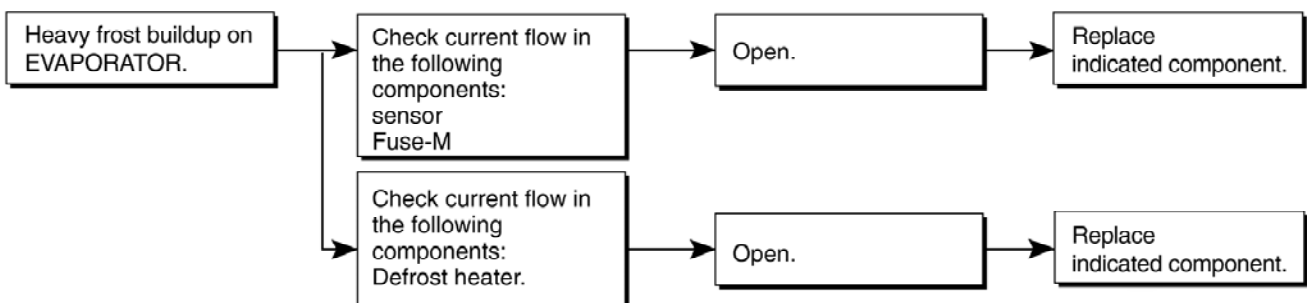 Heavy frost buildup on
EVAPORATOR.
Check current flow in
the following
components:
sensor
Fuse-M
Open.
Replace
indicated component.
Check current flow in
the following
components:
Defrost heater.
Open.
Replace
indicated component.